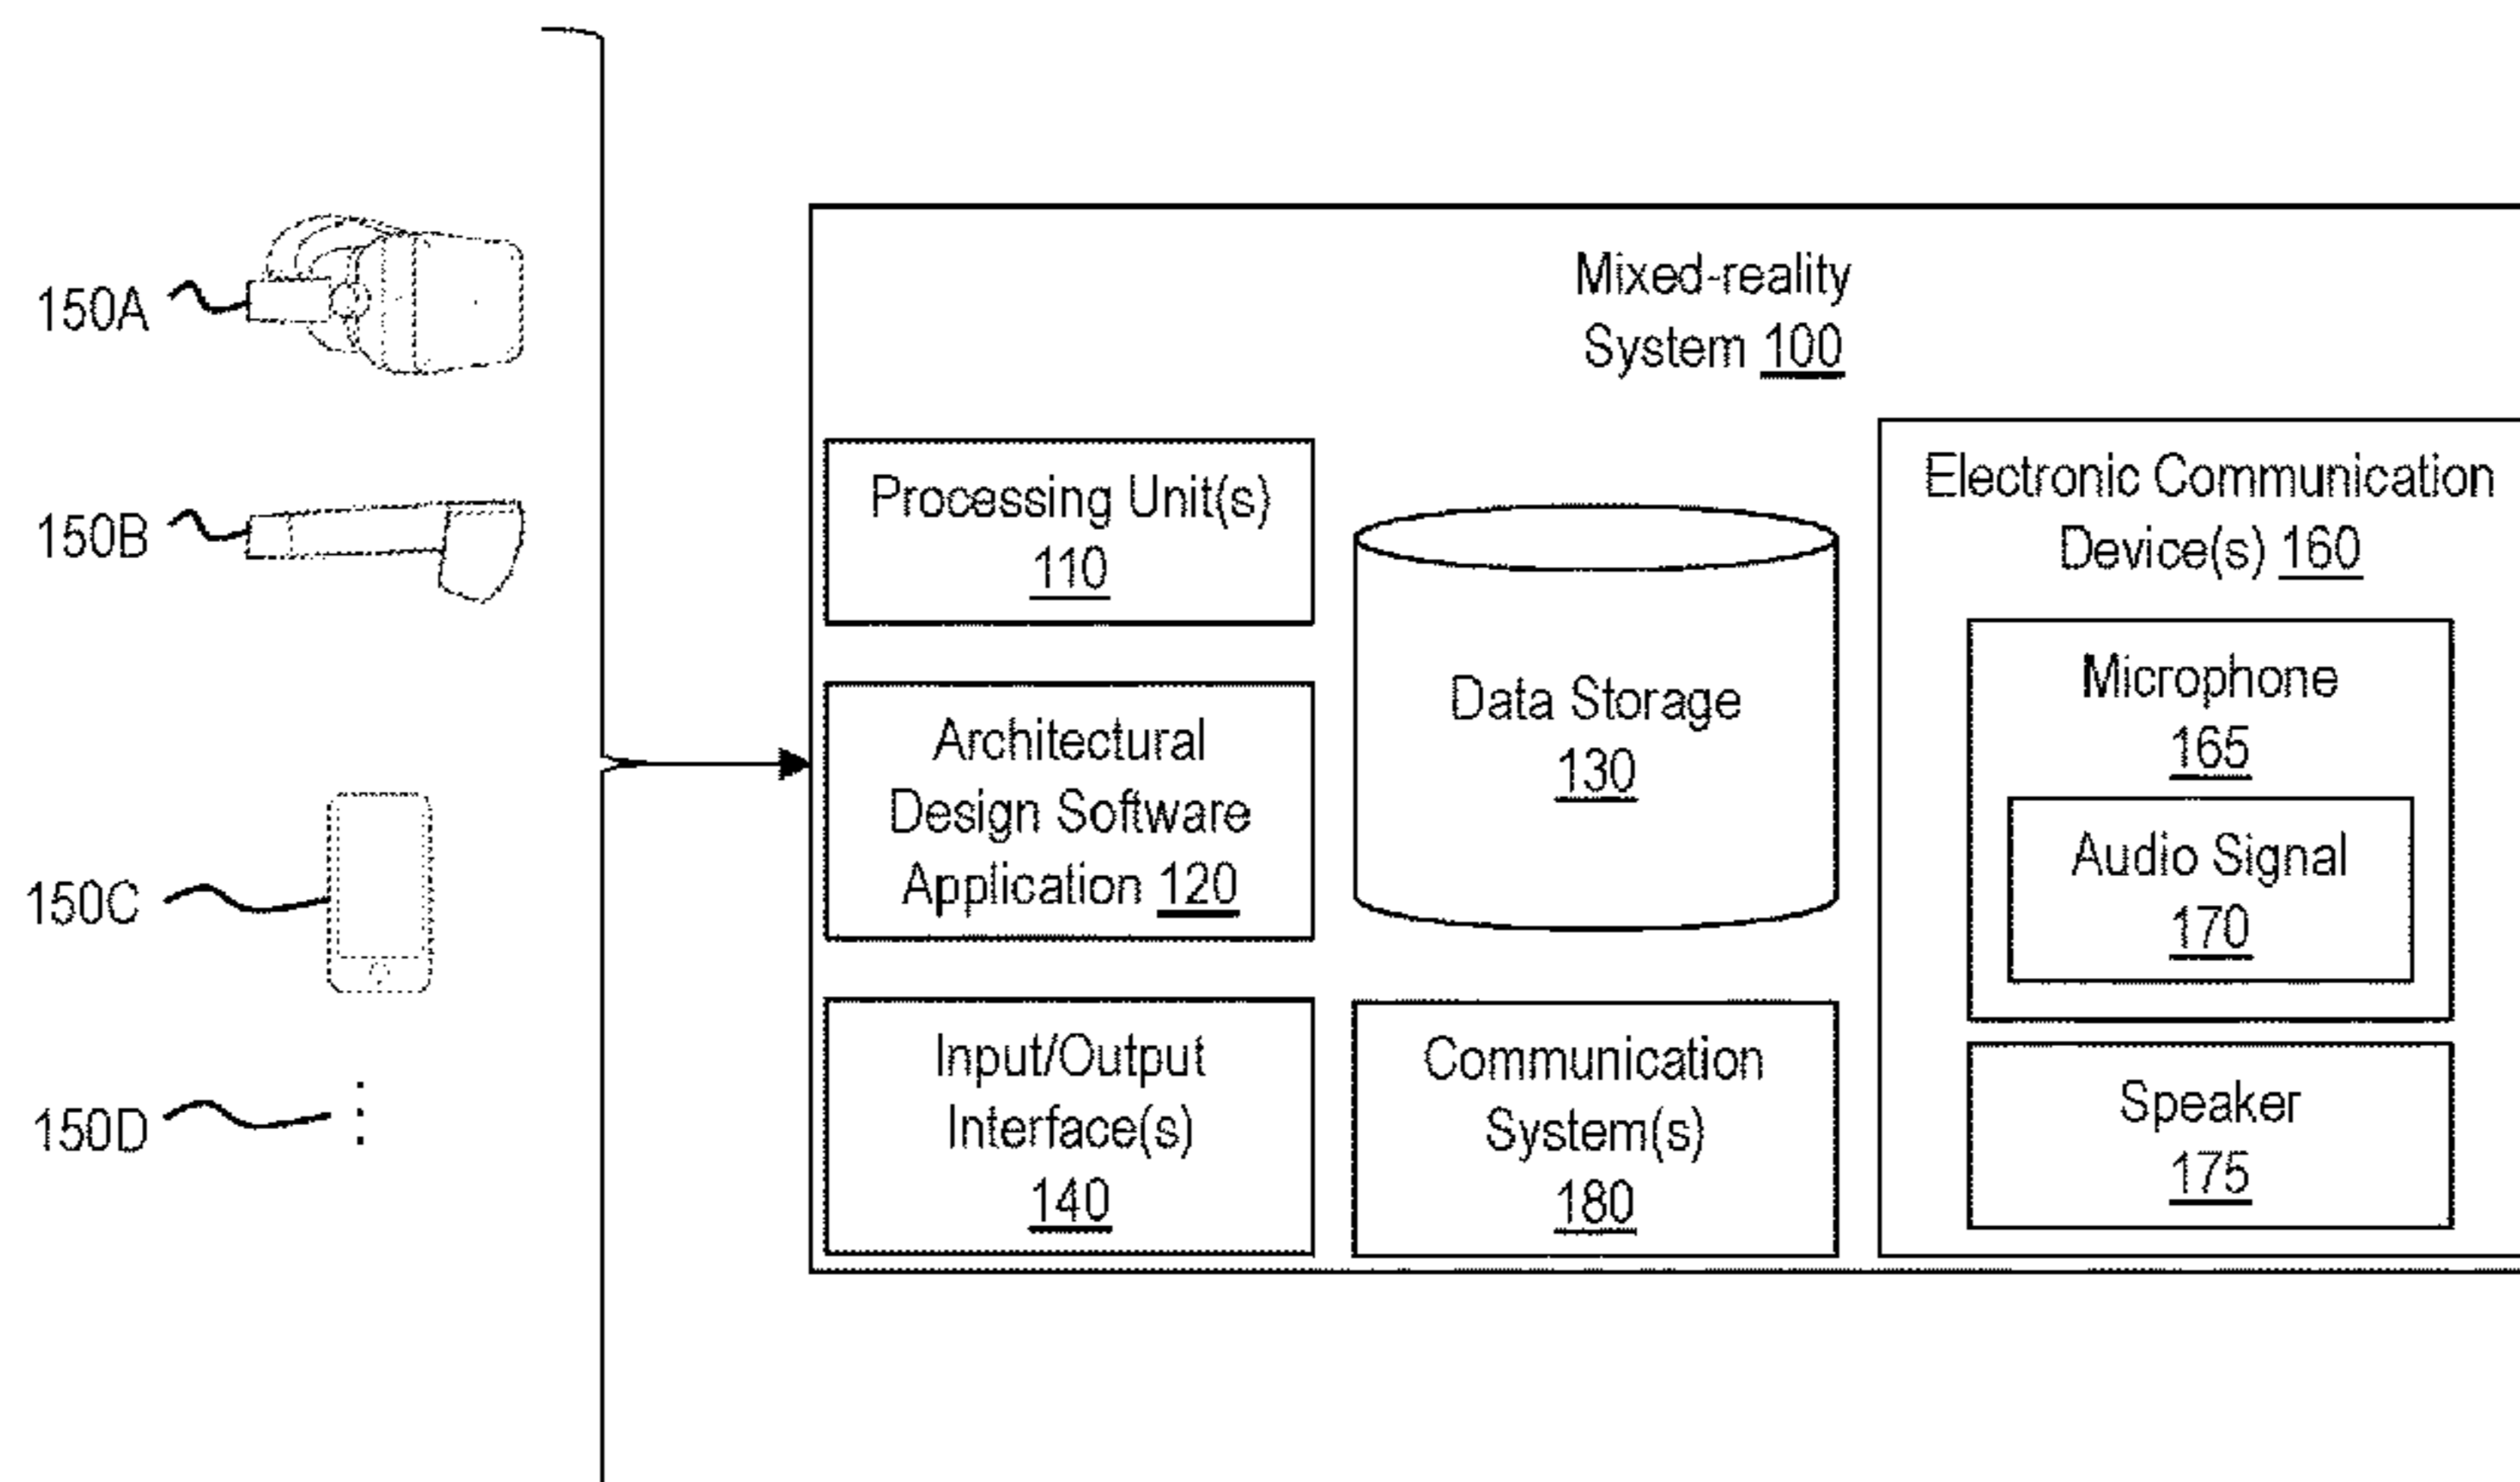 150A
150B
150C
150D
Mixed-reality
System 100
Processing Unit(s)
110
Architectural
Design Software
Application 120
Input/Output
Interface(s)
140
Data Storage
130
Communication
System(s)
180
Electronic Communication
Device(s) 160
Microphone
165
Audio Signal
170
Speaker
175